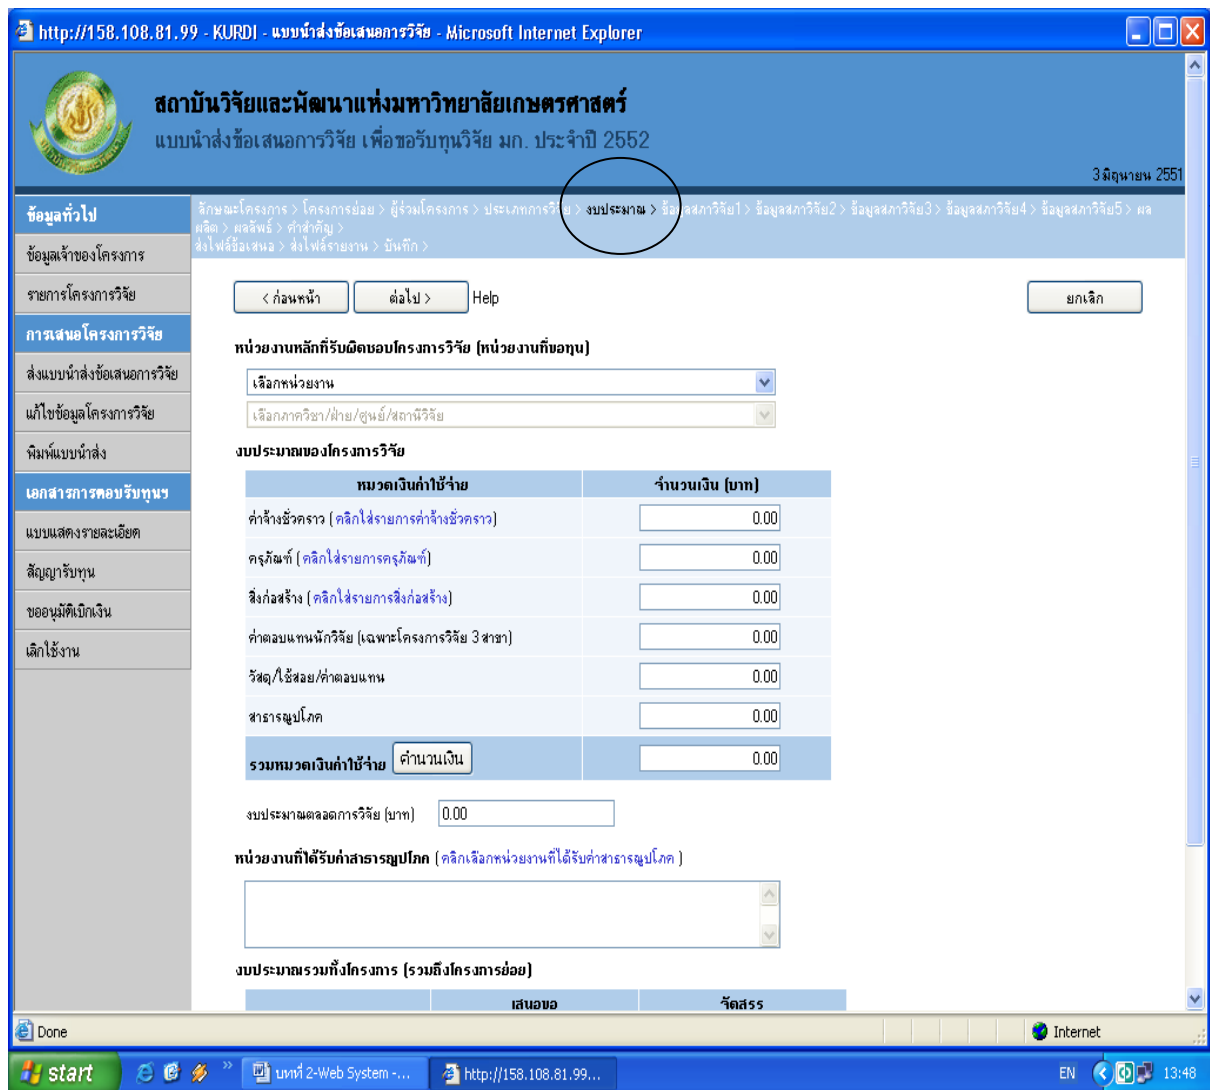 http://158.108.81.99 - KURDI - แบบนำส่งข้อเสนอการวิจัย - Microsoft Internet Explorer
สถาบันวิจัยและพัฒนาแห่งมหาวิทยาลัยเกษตรศาสตร์
แบบนำส่งข้อเสนอการวิจัย เพื่อขอรับทุนวิจัย มก. ประจำปี 2552
3 มิถุนายน 2551
ลักษณะโครงการ > โครงการย่อย > ผู้ร่วมโครงการ > ประเภทการวิจัย > งบประมาณ > ข้อมูลสภาวิจัย1 > ข้อมูลสภาวิจัย2 > ข้อมูลสภาวิจัย3 > ข้อมูลสภาวิจัย4 > ข้อมูลสภาวิจัย5 > ผล
ผลิต > ผลลัพธ์ > คำสำคัญ >
ส่งไฟล์ข้อเสนอ > ส่งไฟล์รายงาน > บันทึก >
ข้อมูลทั่วไป
ข้อมูลเจ้าของโครงการ
รายการโครงการวิจัย
การเสนอโครงการวิจัย
ส่งแบบนำส่งข้อเสนอการวิจัย
แก้ไขข้อมูลโครงการวิจัย
พิมพ์แบบนำส่ง
เอกสารการตอบรับทุนฯ
แบบแสดงรายละเอียด
สัญญารับทุน
ขออนุมัติเบิกเงิน
เลิกใช้งาน
< ก่อนหน้า ต่อไป > Help ยกเลิก
หน่วยงานหลักที่รับผิดชอบโครงการวิจัย (หน่วยงานที่ขอทุน)
เลือกหน่วยงาน
เลือกภาควิชา/ฝ่าย/ศูนย์/สถานีวิจัย
งบประมาณของโครงการวิจัย
หมวดเงินค่าใช้จ่าย จำนวนเงิน (บาท)
ค่าจ้างชั่วคราว (คลิกใส่รายการค่าจ้างชั่วคราว) 0.00
ครุภัณฑ์ (คลิกใส่รายการครุภัณฑ์) 0.00
สิ่งก่อสร้าง (คลิกใส่รายการสิ่งก่อสร้าง) 0.00
ค่าตอบแทนนักวิจัย (เฉพาะโครงการวิจัย 3 สาขา) 0.00
วัสดุ/ใช้สอย/ค่าตอบแทน 0.00
สาธารณูปโภค 0.00
รวมหมวดเงินค่าใช้จ่าย คำนวนเงิน 0.00
งบประมาณตลอดการวิจัย (บาท) 0.00
หน่วยงานที่ได้รับค่าสาธารณูปโภค (คลิกเลือกหน่วยงานที่ได้รับค่าสาธารณูปโภค )
งบประมาณรวมทั้งโครงการ (รวมถึงโครงการย่อย)
เสนอขอ จัดสรร
Done Internet
start บทที่ 2-Web System -... http://158.108.81.99... EN 13:48